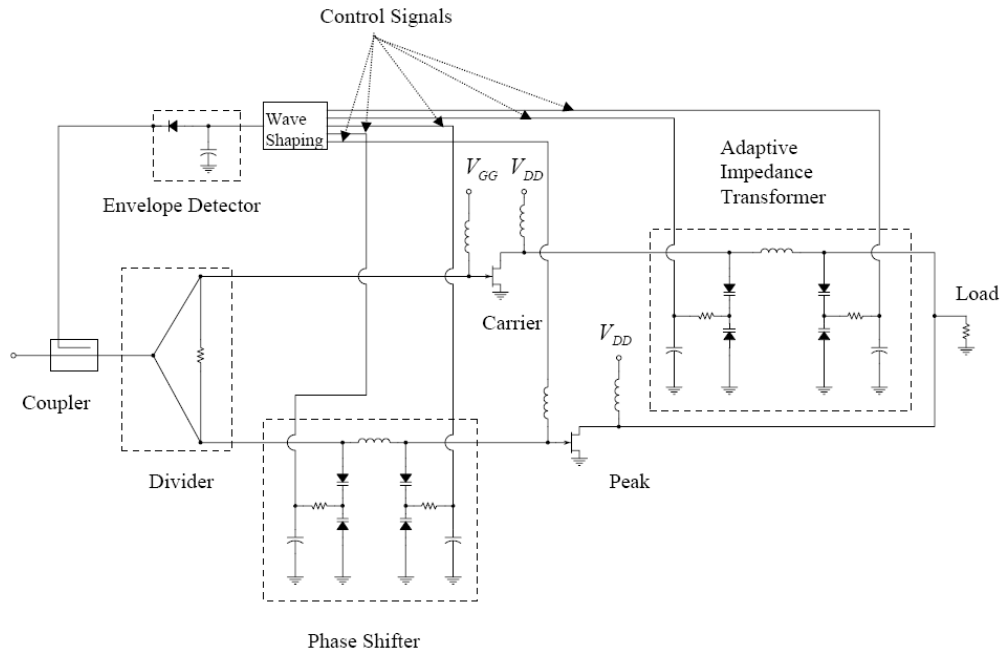 Control Signals
Wave
Shaping
Envelope Detector
V_GG V_DD
Adaptive
Impedance
Transformer
Carrier
Load
V_DD
Coupler
Divider
Peak
Phase Shifter